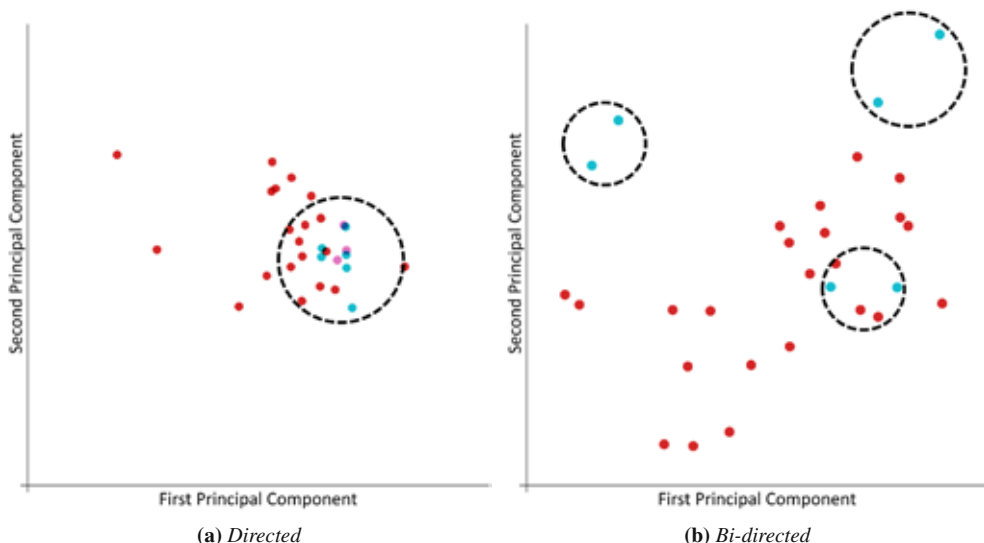 Second Principal Component
First Principal Component
(a) Directed
Second Principal Component
First Principal Component
(b) Bi-directed